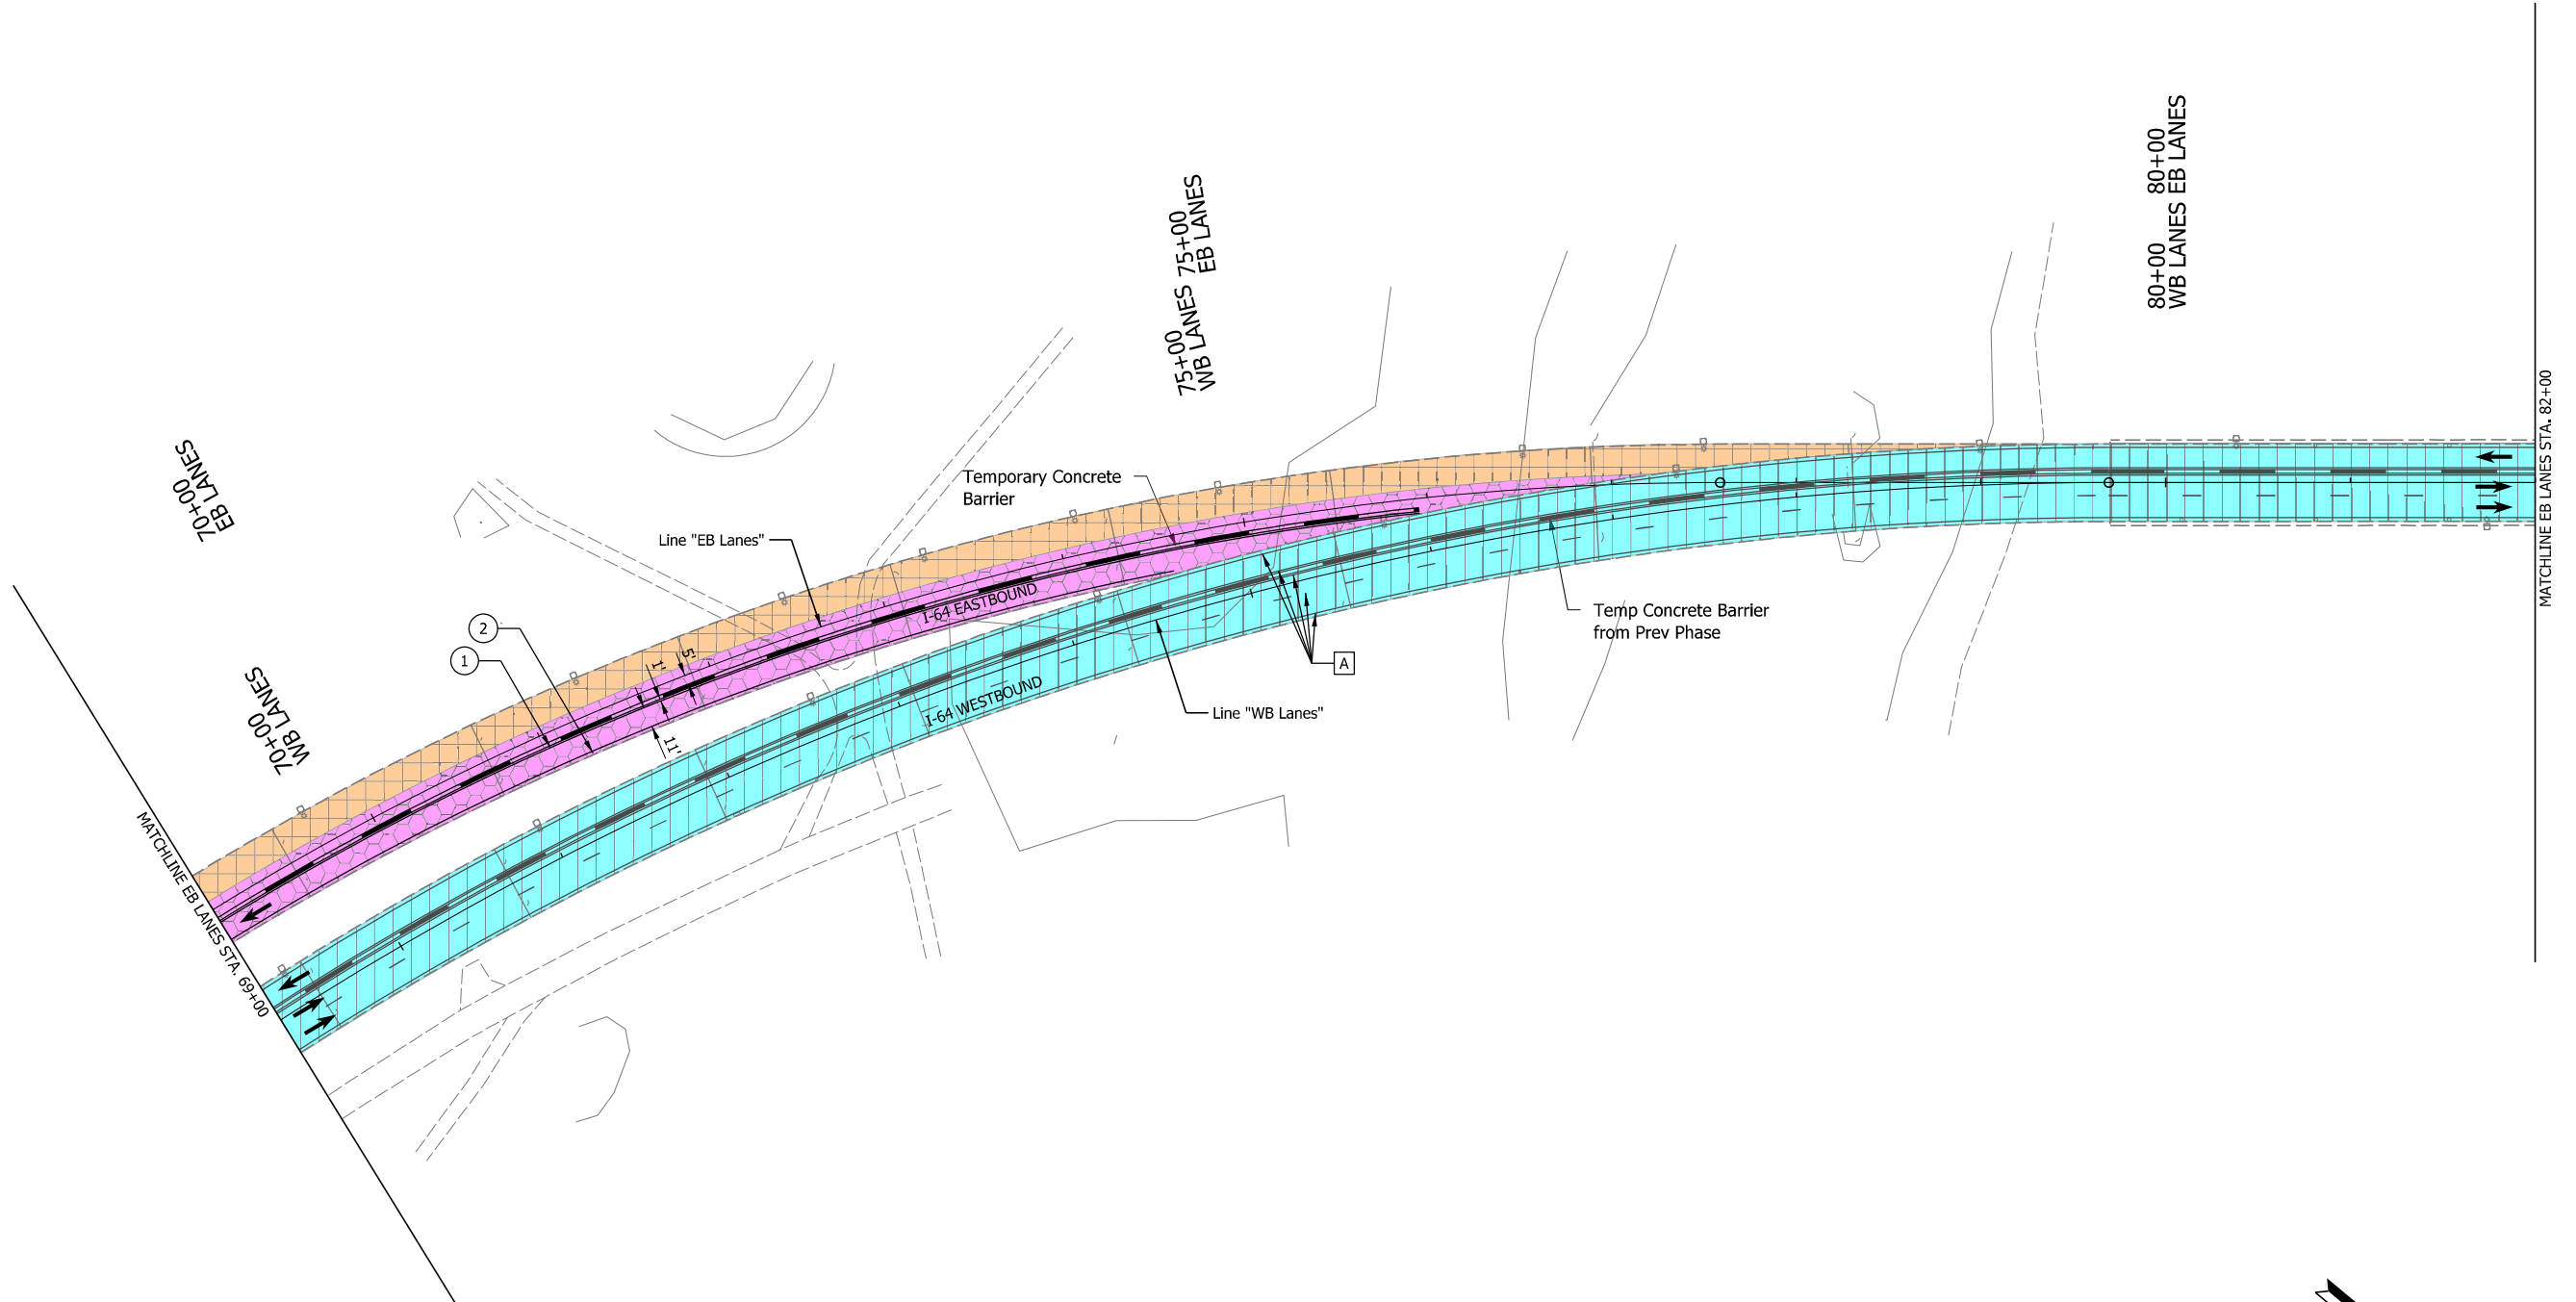 80+00 80+00
WB LANES EB LANES
75+00 75+00
WB LANES EB LANES
70+00
EB LANES
70+00
WB LANES
Temporary Concrete
Barrier
Line "EB Lanes"
I-64 EASTBOUND
Temp Concrete Barrier
from Prev Phase
2
1
1'
5'
11'
A
I-64 WESTBOUND
Line "WB Lanes"
MATCHLINE EB LANES STA. 69+00
MATCHLINE EB LANES STA. 82+00